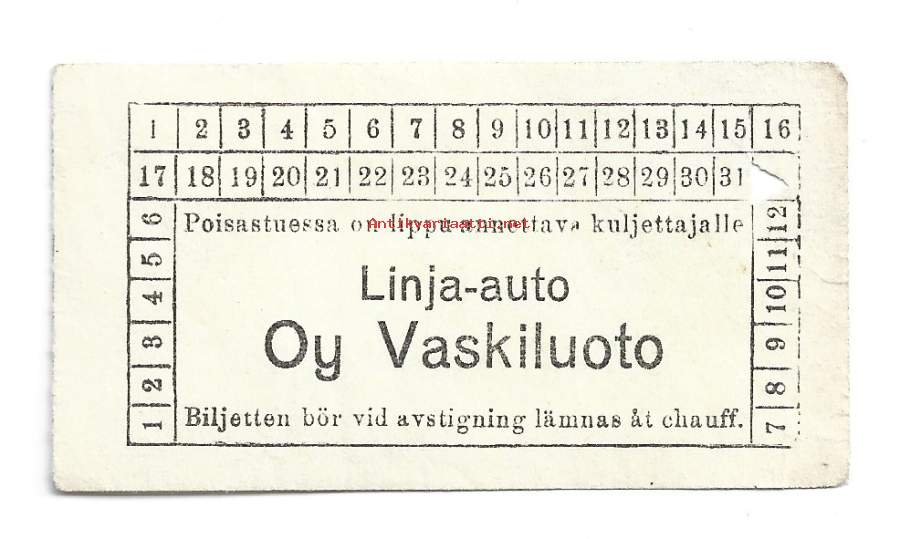 1 2 3 4 5 6 7 8 9 10 11 12 13 14 15 16
17 18 19 20 21 22 23 24 25 26 27 28 29 30 31
Poisastuessa on lippu annettava kuljettajalle
Antikvariaatti.net
Linja-auto
Oy Vaskiluoto
Biljetten bör vid avstigning lämnas åt chauff.
1 2 3 4 5 6
7 8 9 10 11 12